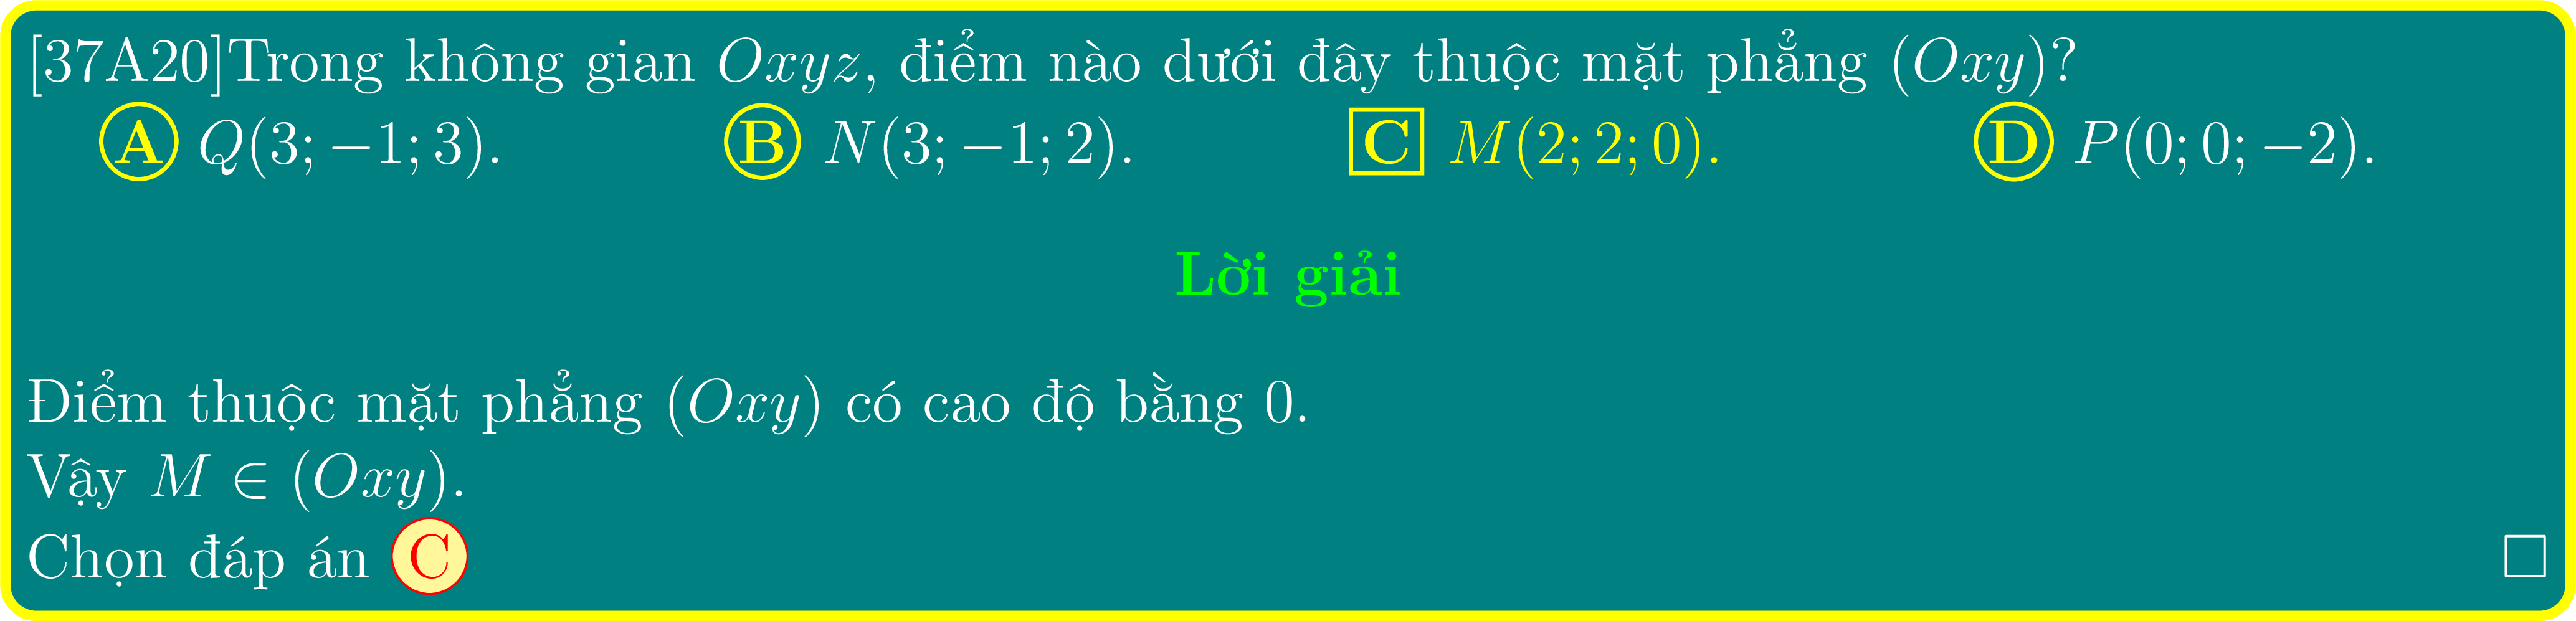 [37A20]Trong không gian Oxyz, điểm nào dưới đây thuộc mặt phẳng (Oxy)?
A Q(3; −1; 3). B N(3; −1; 2). C M(2; 2; 0). D P(0; 0; −2).
Lời giải
Điểm thuộc mặt phẳng (Oxy) có cao độ bằng 0.
Vậy M ∈ (Oxy).
Chọn đáp án C □